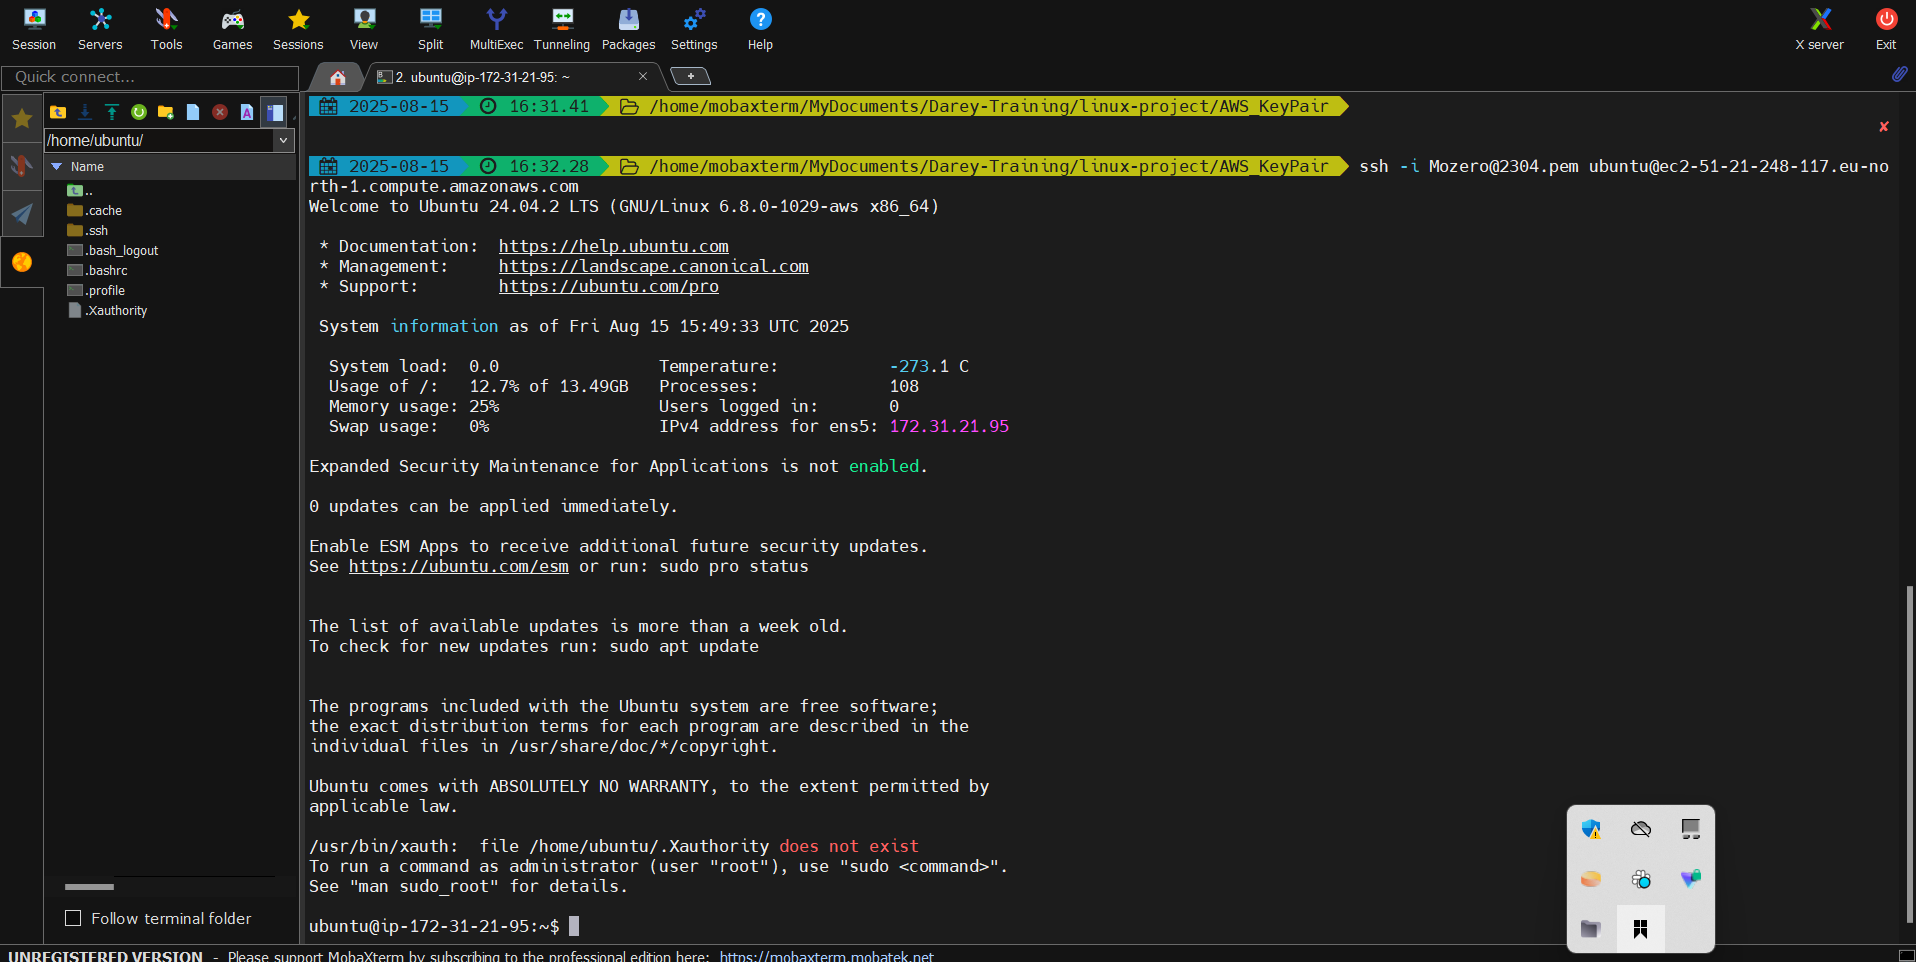 Session Servers Tools Games Sessions View Split MultiExec Tunneling Packages Settings Help X server Exit
Quick connect...
2. ubuntu@ip-172-31-21-95: ~
/home/ubuntu/
Name
..
.cache
.ssh
.bash_logout
.bashrc
.profile
.Xauthority
Follow terminal folder
2025-08-15 16:31.41 /home/mobaxterm/MyDocuments/Darey-Training/linux-project/AWS_KeyPair
2025-08-15 16:32.28 /home/mobaxterm/MyDocuments/Darey-Training/linux-project/AWS_KeyPair ssh -i Mozero@2304.pem ubuntu@ec2-51-21-248-117.eu-no
rth-1.compute.amazonaws.com
Welcome to Ubuntu 24.04.2 LTS (GNU/Linux 6.8.0-1029-aws x86_64)
* Documentation: https://help.ubuntu.com
* Management: https://landscape.canonical.com
* Support: https://ubuntu.com/pro
System information as of Fri Aug 15 15:49:33 UTC 2025
System load: 0.0 Temperature: -273.1 C
Usage of /: 12.7% of 13.49GB Processes: 108
Memory usage: 25% Users logged in: 0
Swap usage: 0% IPv4 address for ens5: 172.31.21.95
Expanded Security Maintenance for Applications is not enabled.
0 updates can be applied immediately.
Enable ESM Apps to receive additional future security updates.
See https://ubuntu.com/esm or run: sudo pro status
The list of available updates is more than a week old.
To check for new updates run: sudo apt update
The programs included with the Ubuntu system are free software;
the exact distribution terms for each program are described in the
individual files in /usr/share/doc/*/copyright.
Ubuntu comes with ABSOLUTELY NO WARRANTY, to the extent permitted by
applicable law.
/usr/bin/xauth: file /home/ubuntu/.Xauthority does not exist
To run a command as administrator (user "root"), use "sudo <command>".
See "man sudo_root" for details.
ubuntu@ip-172-31-21-95:~$
UNREGISTERED VERSION - Please support MobaXterm by subscribing to the professional edition here: https://mobaxterm.mobatek.net